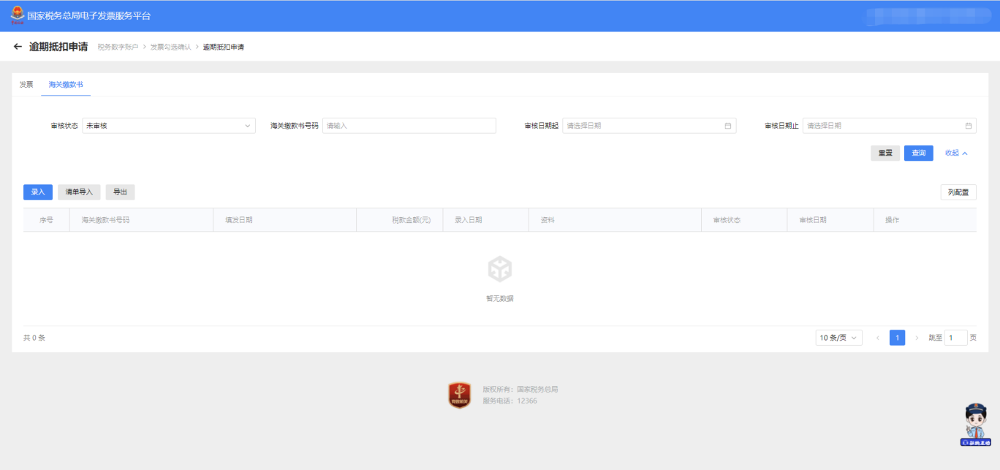 国家税务总局电子发票服务平台
逾期抵扣申请 税务数字账户 > 发票勾选确认 > 逾期抵扣申请
发票 海关缴款书
审核状态 未审核 海关缴款书号码 请输入 审核日期起 请选择日期 审核日期止 请选择日期
重置 查询 收起
录入 清单导入 导出 列配置
序号 海关缴款书号码 填发日期 税款金额(元) 录入日期 资料 审核状态 审核日期 操作
暂无数据
共 0 条 10 条/页 < 1 > 跳至 1 页
版权所有：国家税务总局
服务电话：12366
党政机关
征纳互动